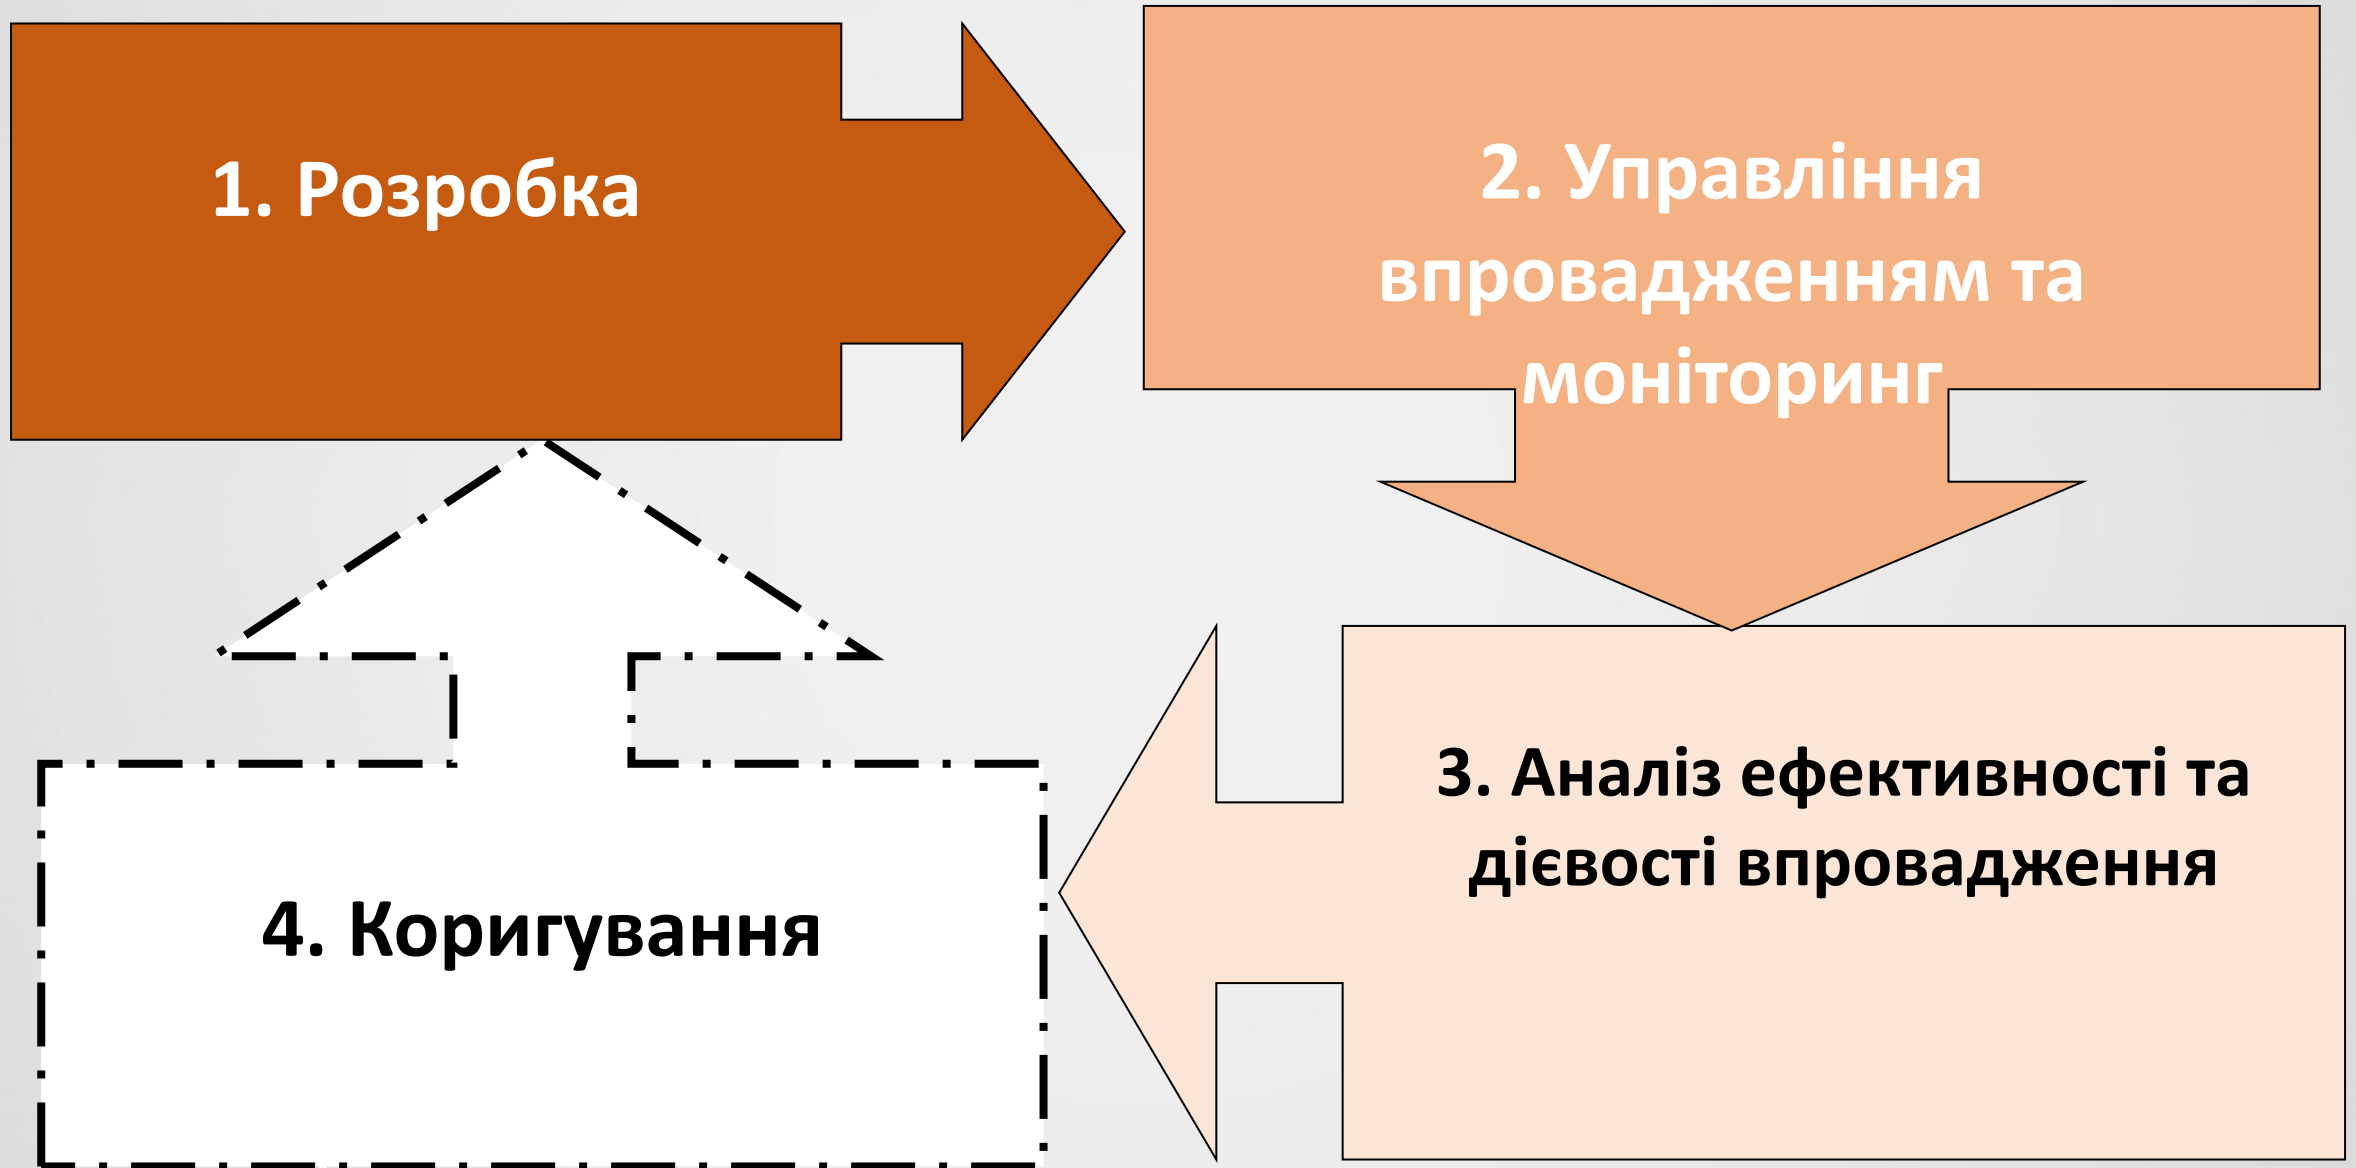 1. Розробка
2. Управління
впровадженням та
моніторинг
3. Аналіз ефективності та
дієвості впровадження
4. Коригування